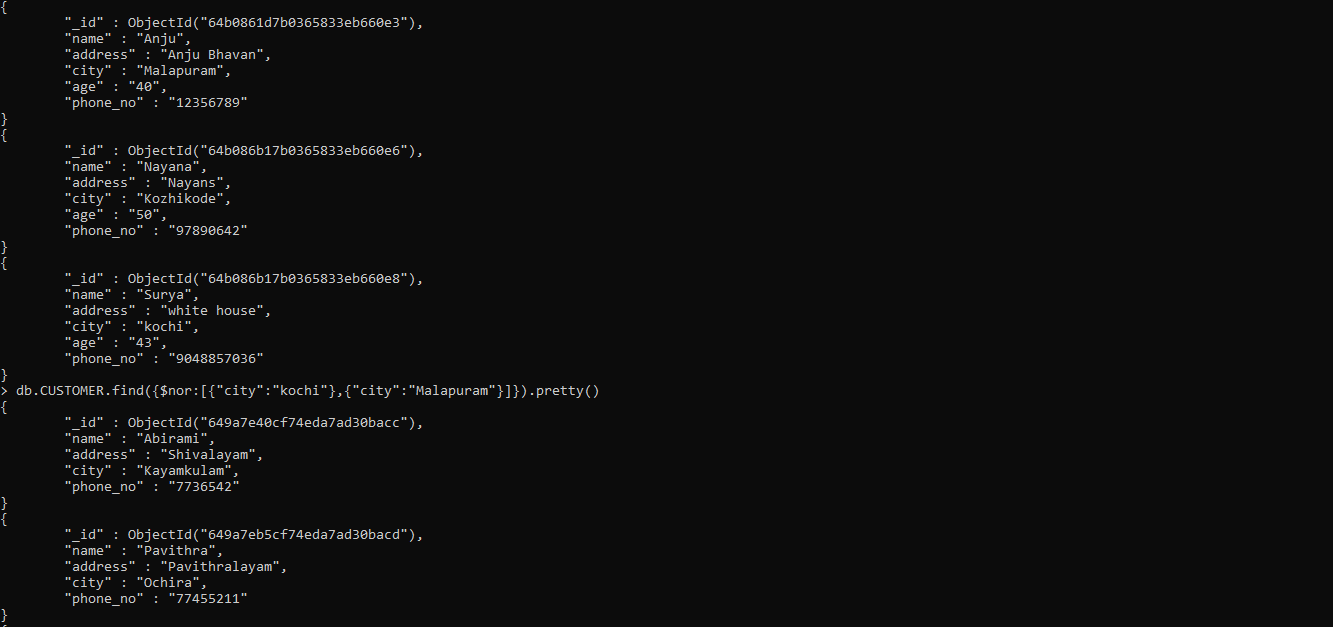 {
        "_id" : ObjectId("64b0861d7b0365833eb660e3"),
        "name" : "Anju",
        "address" : "Anju Bhavan",
        "city" : "Malapuram",
        "age" : "40",
        "phone_no" : "12356789"
}
{
        "_id" : ObjectId("64b086b17b0365833eb660e6"),
        "name" : "Nayana",
        "address" : "Nayans",
        "city" : "Kozhikode",
        "age" : "50",
        "phone_no" : "97890642"
}
{
        "_id" : ObjectId("64b086b17b0365833eb660e8"),
        "name" : "Surya",
        "address" : "white house",
        "city" : "kochi",
        "age" : "43",
        "phone_no" : "9048857036"
}
> db.CUSTOMER.find({$nor:[{"city":"kochi"},{"city":"Malapuram"}]}).pretty()
{
        "_id" : ObjectId("649a7e40cf74eda7ad30bacc"),
        "name" : "Abirami",
        "address" : "Shivalayam",
        "city" : "Kayamkulam",
        "phone_no" : "7736542"
}
{
        "_id" : ObjectId("649a7eb5cf74eda7ad30bacd"),
        "name" : "Pavithra",
        "address" : "Pavithralayam",
        "city" : "Ochira",
        "phone_no" : "77455211"
}